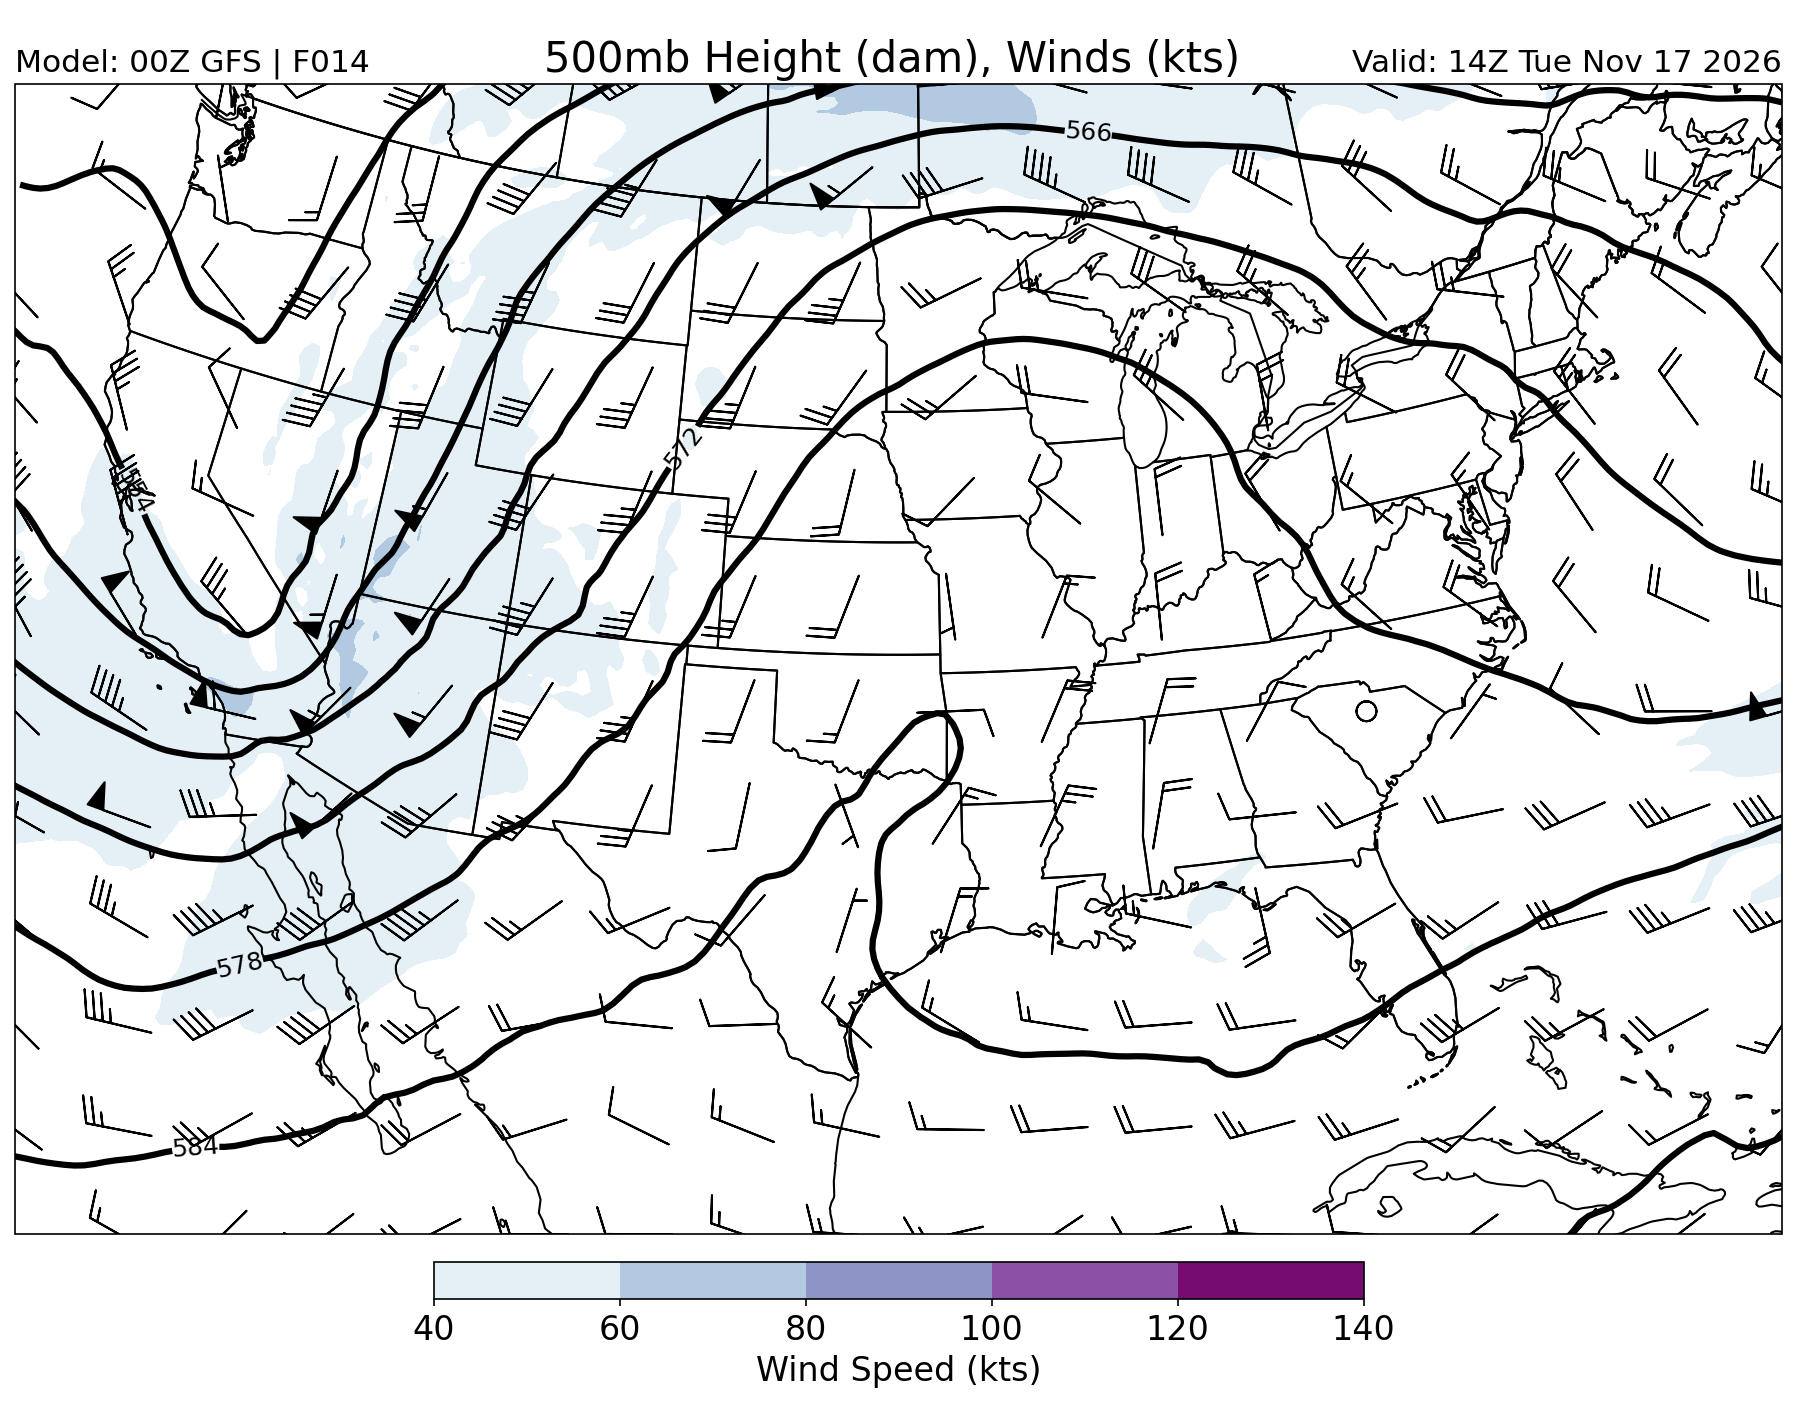 Model: 00Z GFS | F014
500mb Height (dam), Winds (kts)
Valid: 14Z Tue Nov 17 2026
566
572
554
578
584
40 60 80 100 120 140
Wind Speed (kts)